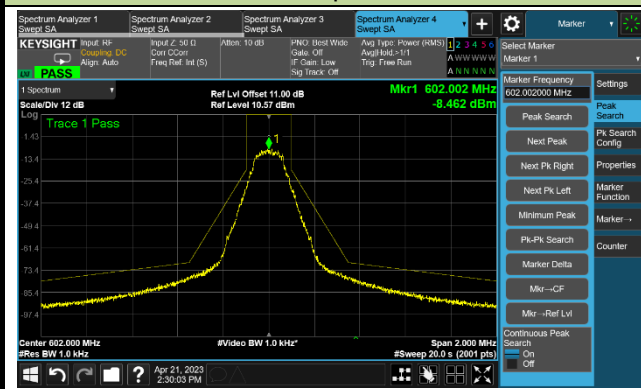 Spectrum Analyzer 1
Swept SA
Spectrum Analyzer 2
Swept SA
Spectrum Analyzer 3
Swept SA
Spectrum Analyzer 4
Swept SA
Marker
KEYSIGHT
Input: RF
Coupling: DC
Align: Auto
Input Z: 50 Ω
Corr CCorr
Freq Ref: Int (S)
Atten: 10 dB
PNO: Best Wide
Gate: Off
IF Gain: Low
Sig Track: Off
Avg Type: Power (RMS)
Avg|Hold:>1/1
Trig: Free Run
1 2 3 4 5 6
A W W W W W
A N N N N N
LXI
PASS
Select Marker
Marker 1
1 Spectrum
Scale/Div 12 dB
Ref Lvl Offset 11.00 dB
Ref Level 10.57 dBm
Mkr1 602.002 MHz
-8.462 dBm
Log
Trace 1 Pass
1
1.43
-13.4
-25.4
-49.4
-61.4
-73.4
-85.4
-97.4
Center 602.000 MHz
#Res BW 1.0 kHz
#Video BW 1.0 kHz*
Span 2.000 MHz
#Sweep 20.0 s (2001 pts)
Marker Frequency
602.002000 MHz
Peak Search
Next Peak
Next Pk Right
Next Pk Left
Minimum Peak
Pk-Pk Search
Marker Delta
Mkr→CF
Mkr→Ref Lvl
Continuous Peak
Search
On
Off
Settings
Peak
Search
Pk Search
Config
Properties
Marker
Function
Marker→
Counter
?
Apr 21, 2023
2:30:03 PM